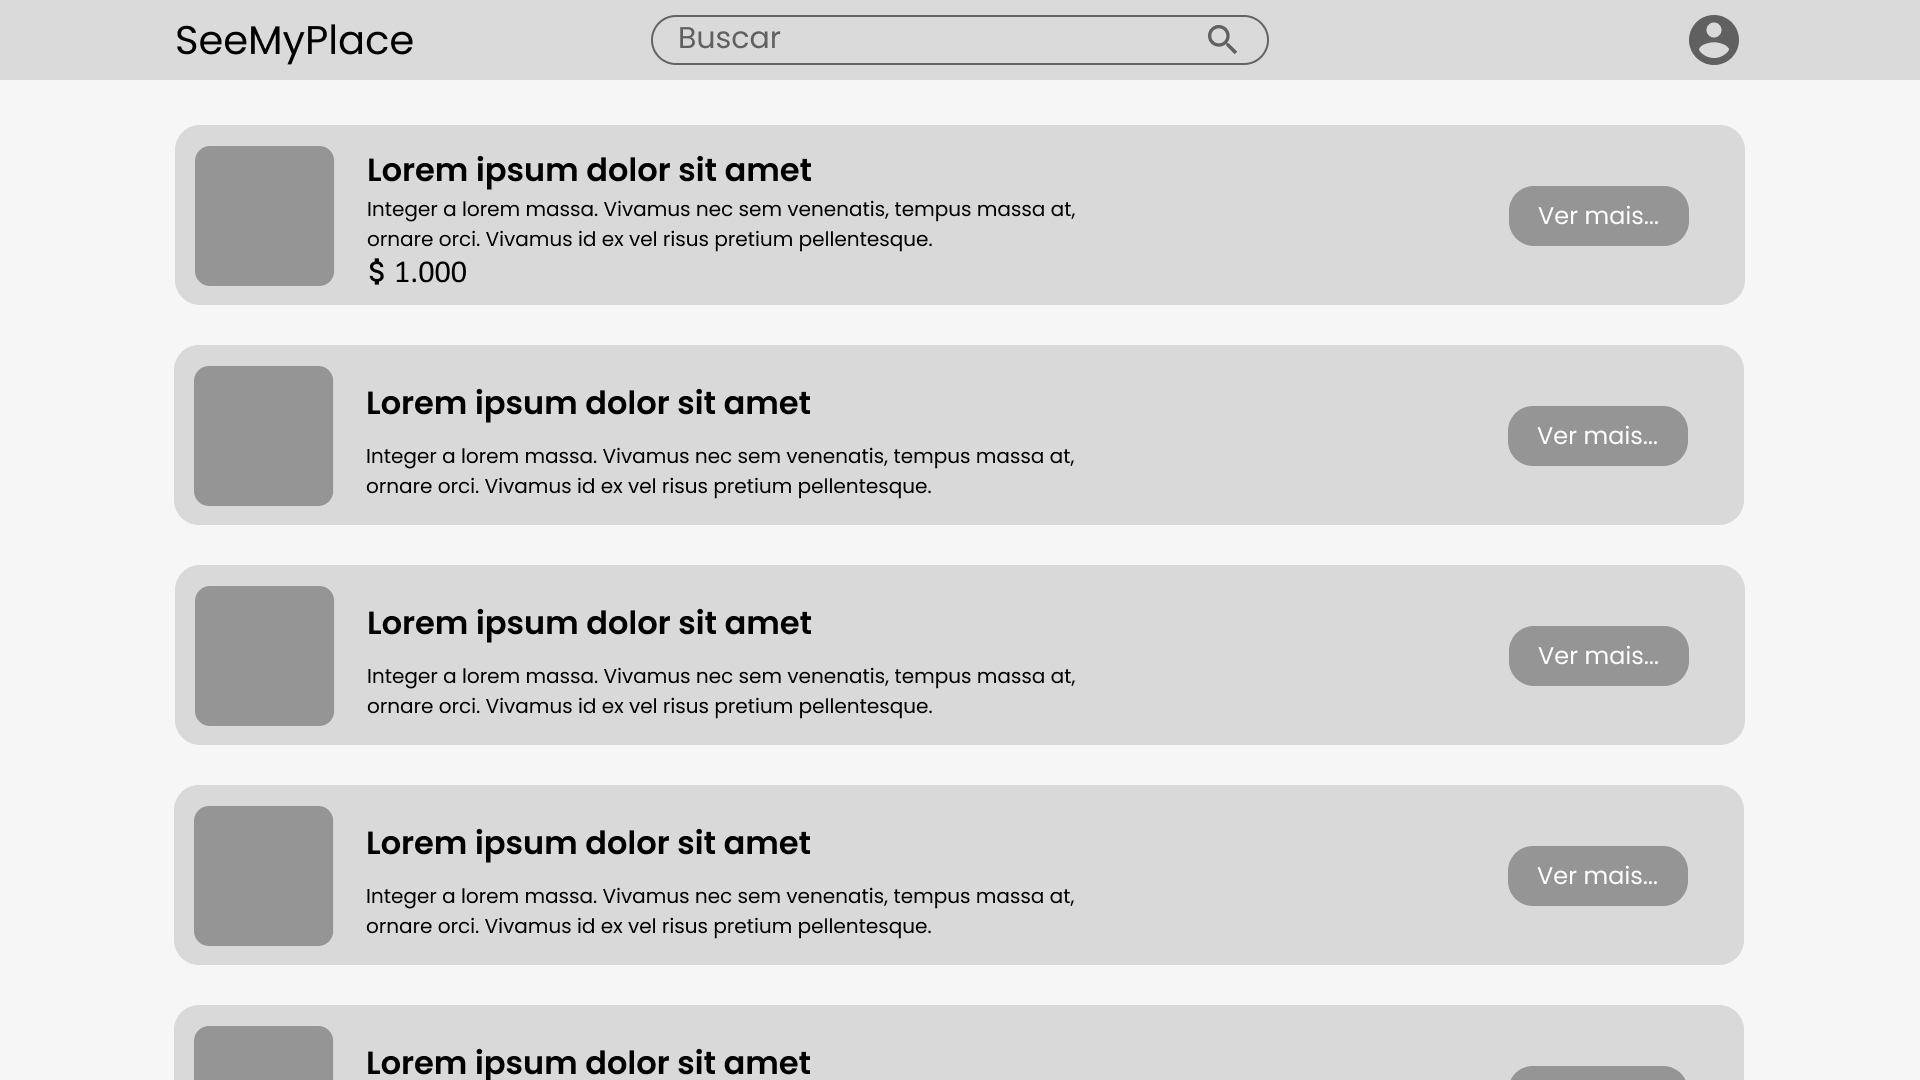 SeeMyPlace
Buscar
Lorem ipsum dolor sit amet
Integer a lorem massa. Vivamus nec sem venenatis, tempus massa at,
ornare orci. Vivamus id ex vel risus pretium pellentesque.
$ 1.000
Ver mais...
Lorem ipsum dolor sit amet
Integer a lorem massa. Vivamus nec sem venenatis, tempus massa at,
ornare orci. Vivamus id ex vel risus pretium pellentesque.
Ver mais...
Lorem ipsum dolor sit amet
Integer a lorem massa. Vivamus nec sem venenatis, tempus massa at,
ornare orci. Vivamus id ex vel risus pretium pellentesque.
Ver mais...
Lorem ipsum dolor sit amet
Integer a lorem massa. Vivamus nec sem venenatis, tempus massa at,
ornare orci. Vivamus id ex vel risus pretium pellentesque.
Ver mais...
Lorem ipsum dolor sit amet